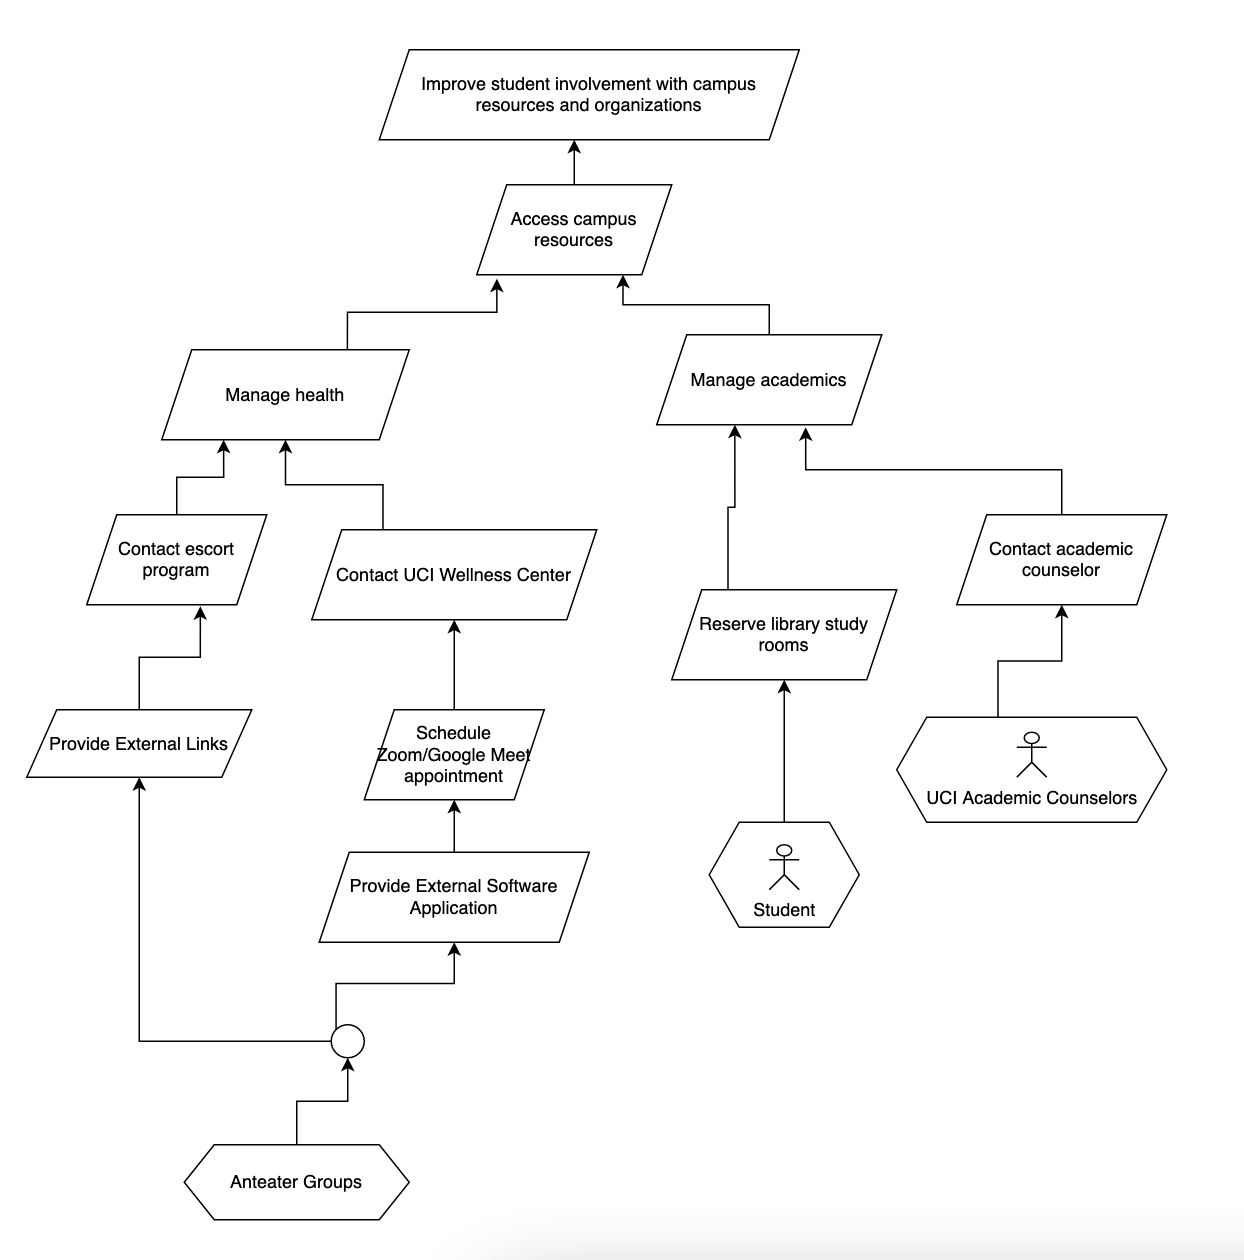 Improve student involvement with campus
resources and organizations
Access campus
resources
Manage health
Manage academics
Contact escort
program
Contact UCI Wellness Center
Contact academic
counselor
Reserve library study
rooms
Provide External Links
Schedule
Zoom/Google Meet
appointment
UCI Academic Counselors
Provide External Software
Application
Student
Anteater Groups